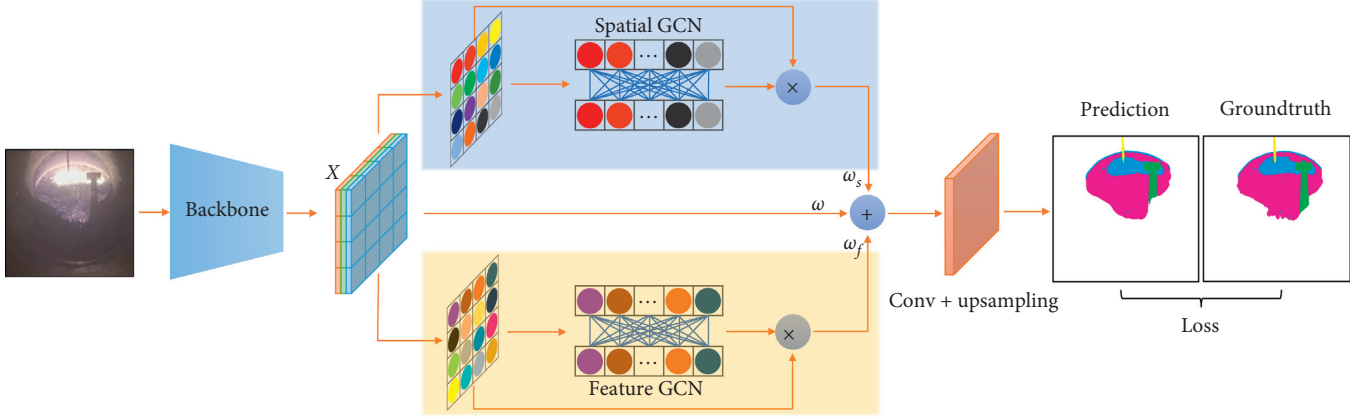 Spatial GCN
...
×
...
Prediction
Groundtruth
X
Backbone
ω_s
ω
+
ω_f
Conv + upsampling
Loss
...
×
...
Feature GCN